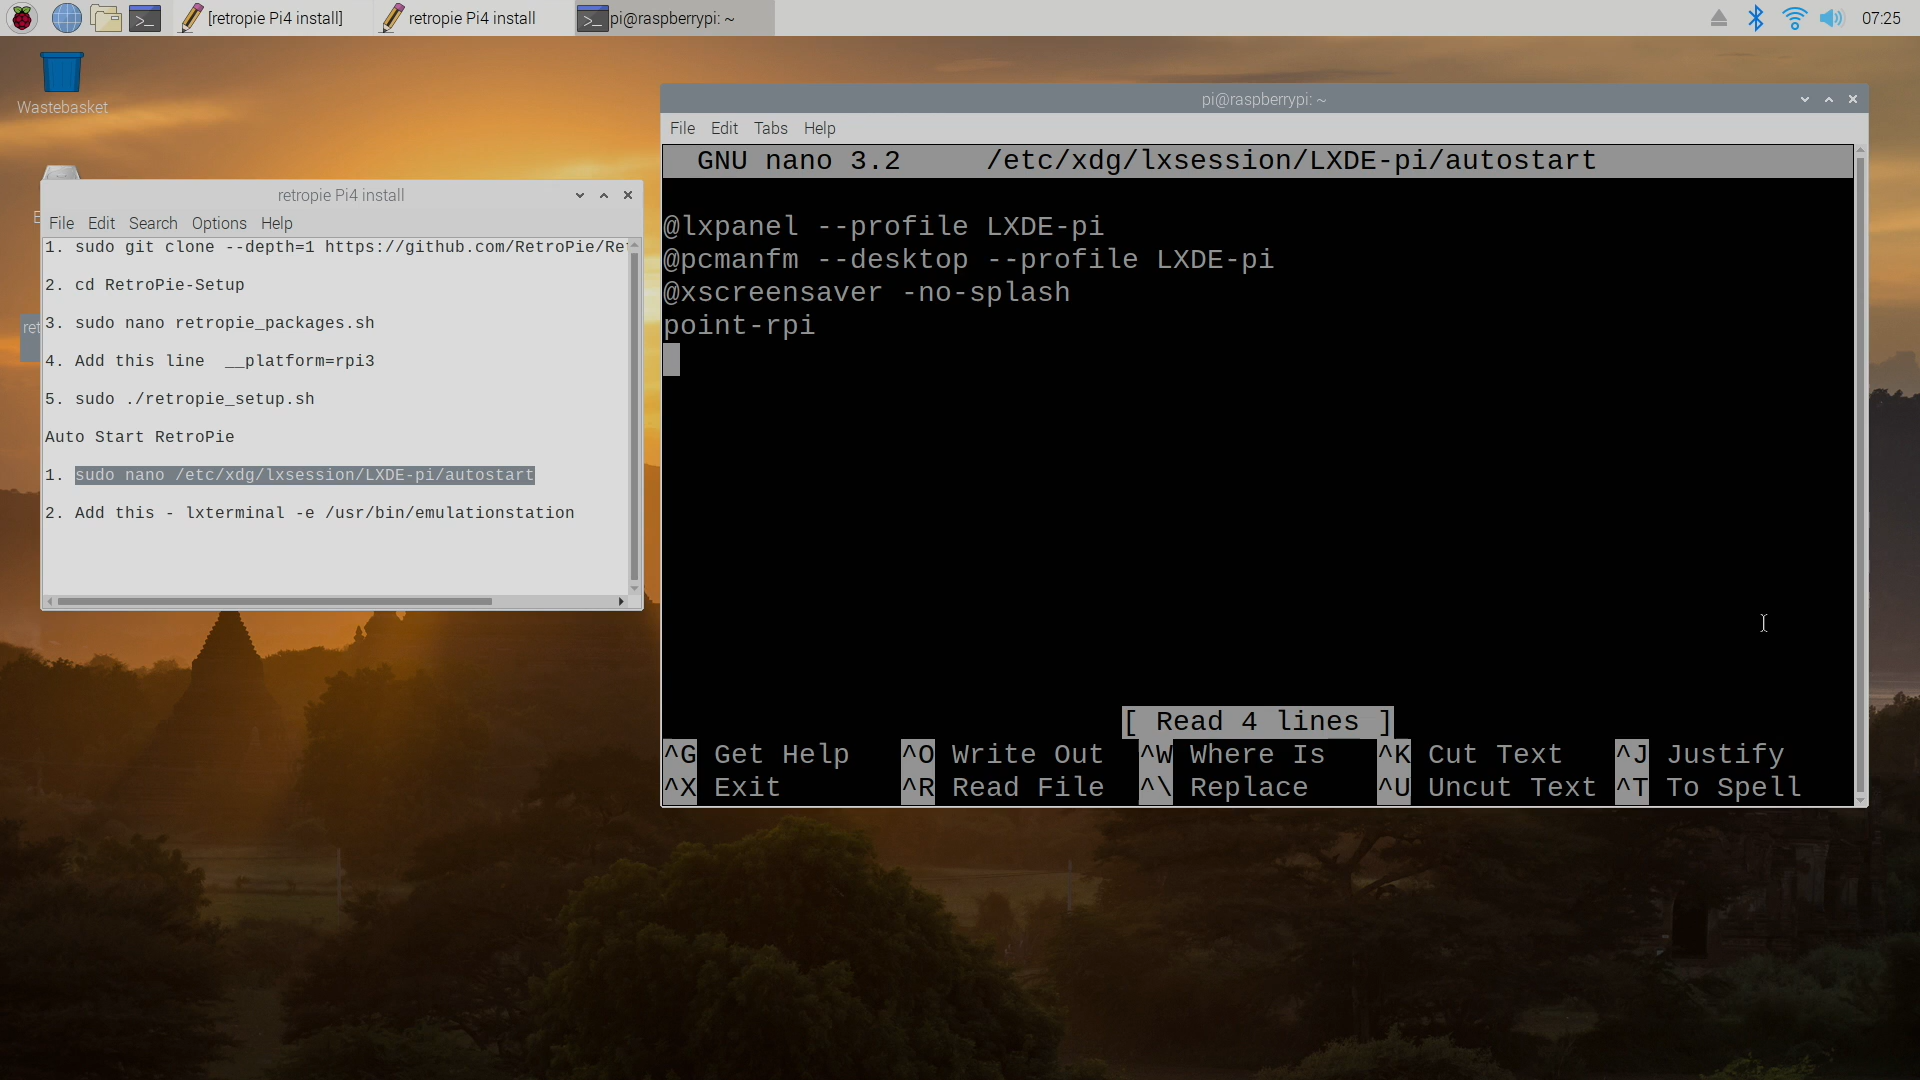 [retropie Pi4 install]
retropie Pi4 install
pi@raspberrypi: ~
07:25
Wastebasket
ret
retropie Pi4 install
File Edit Search Options Help
1. sudo git clone --depth=1 https://github.com/RetroPie/Re
2. cd RetroPie-Setup
3. sudo nano retropie_packages.sh
4. Add this line  __platform=rpi3
5. sudo ./retropie_setup.sh
Auto Start RetroPie
1. sudo nano /etc/xdg/lxsession/LXDE-pi/autostart
2. Add this - lxterminal -e /usr/bin/emulationstation
pi@raspberrypi: ~
File Edit Tabs Help
GNU nano 3.2 /etc/xdg/lxsession/LXDE-pi/autostart
@lxpanel --profile LXDE-pi
@pcmanfm --desktop --profile LXDE-pi
@xscreensaver -no-splash
point-rpi
[ Read 4 lines ]
^G Get Help ^O Write Out ^W Where Is ^K Cut Text ^J Justify
^X Exit ^R Read File ^\ Replace ^U Uncut Text ^T To Spell